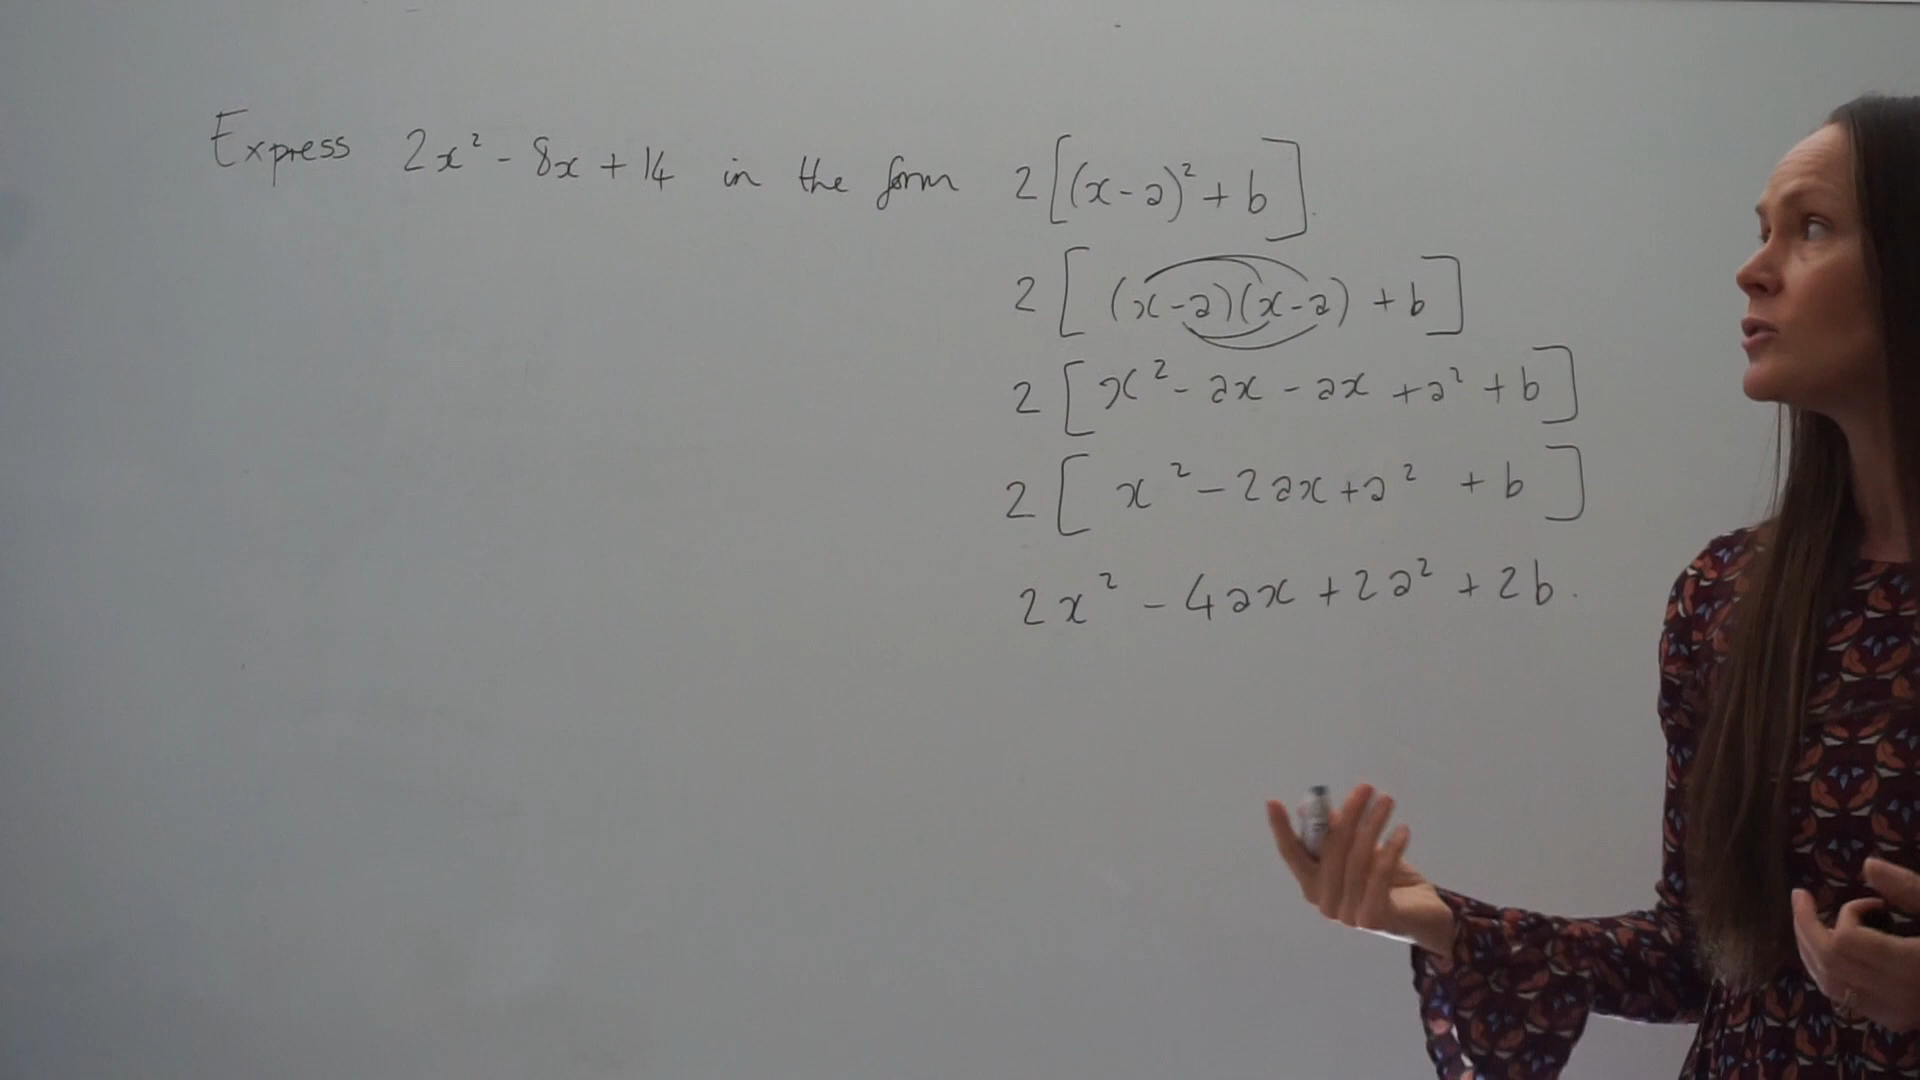 Express 2x² - 8x + 14 in the form 2[(x-a)² + b].
2[(x-a)(x-a) + b]
2[x² - ax - ax + a² + b]
2[x² - 2ax + a² + b]
2x² - 4ax + 2a² + 2b.